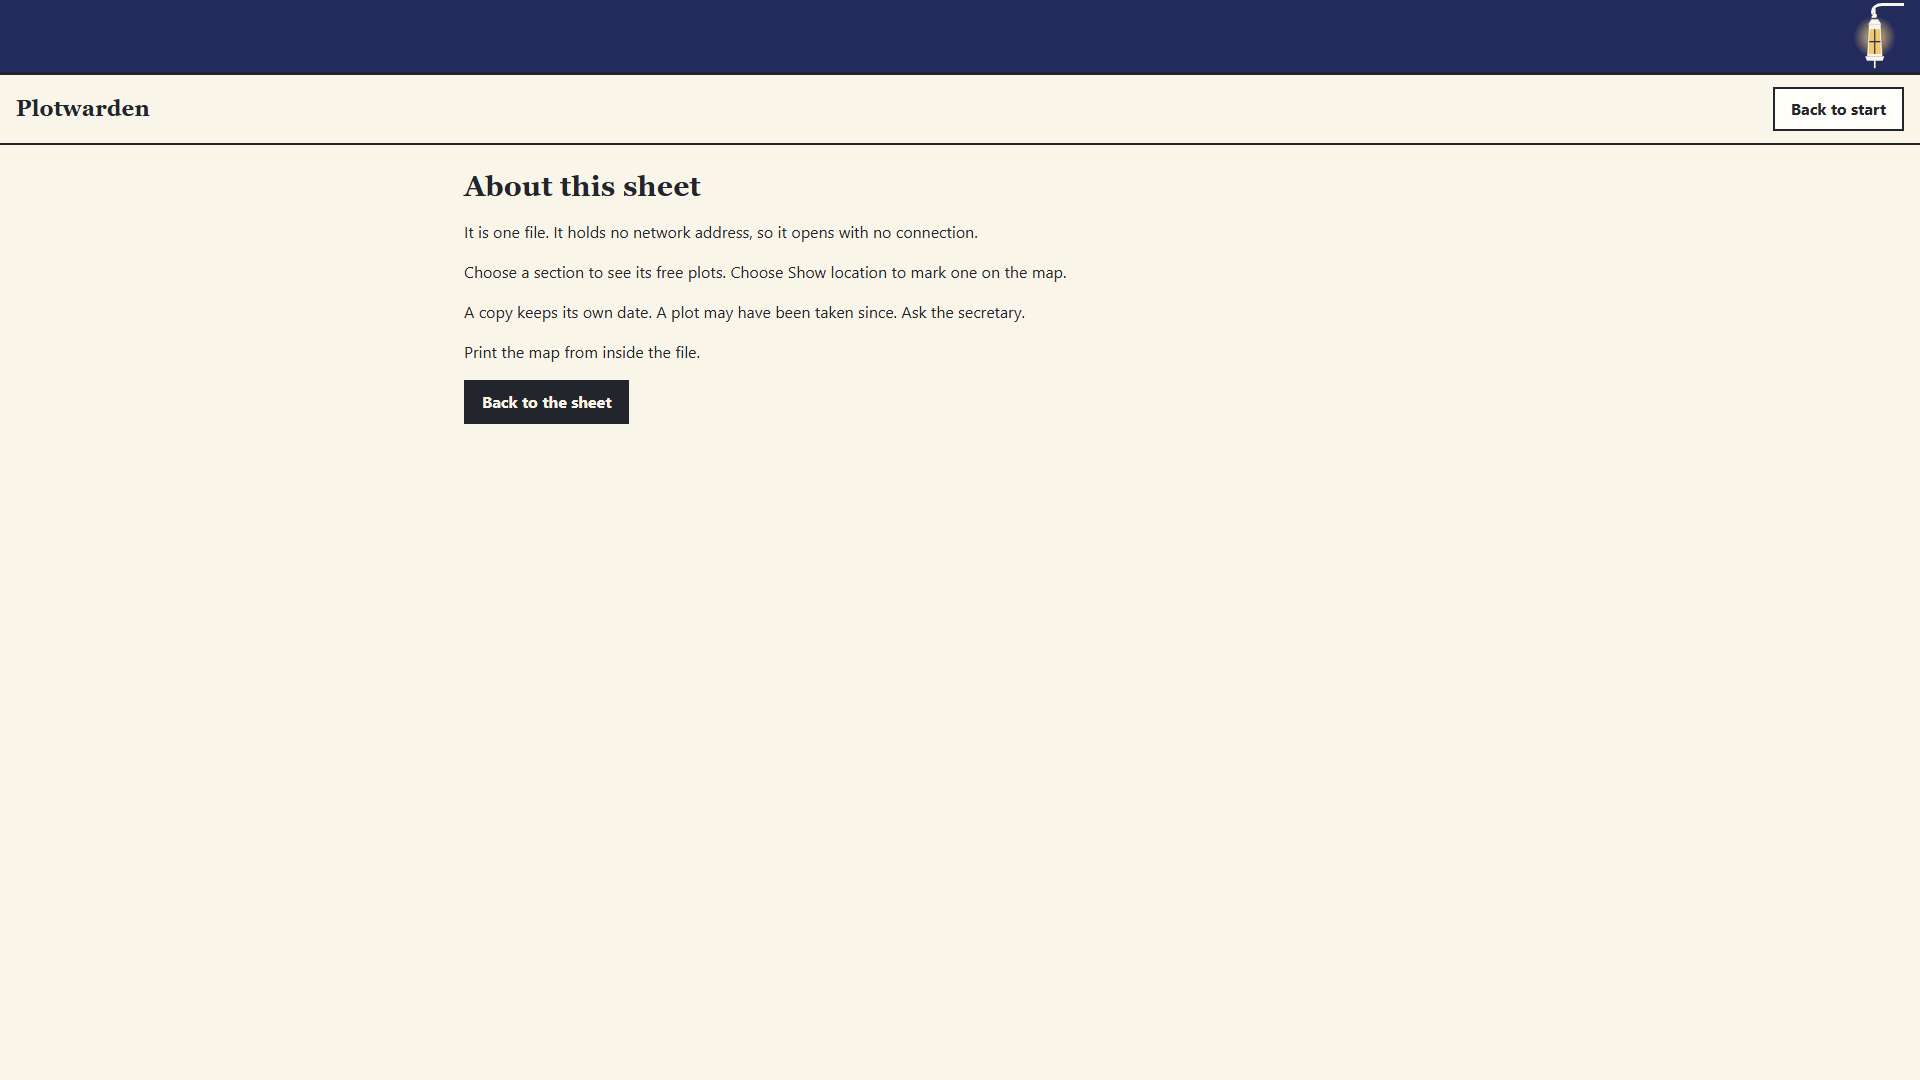 Plotwarden
Back to start
About this sheet
It is one file. It holds no network address, so it opens with no connection.
Choose a section to see its free plots. Choose Show location to mark one on the map.
A copy keeps its own date. A plot may have been taken since. Ask the secretary.
Print the map from inside the file.
Back to the sheet